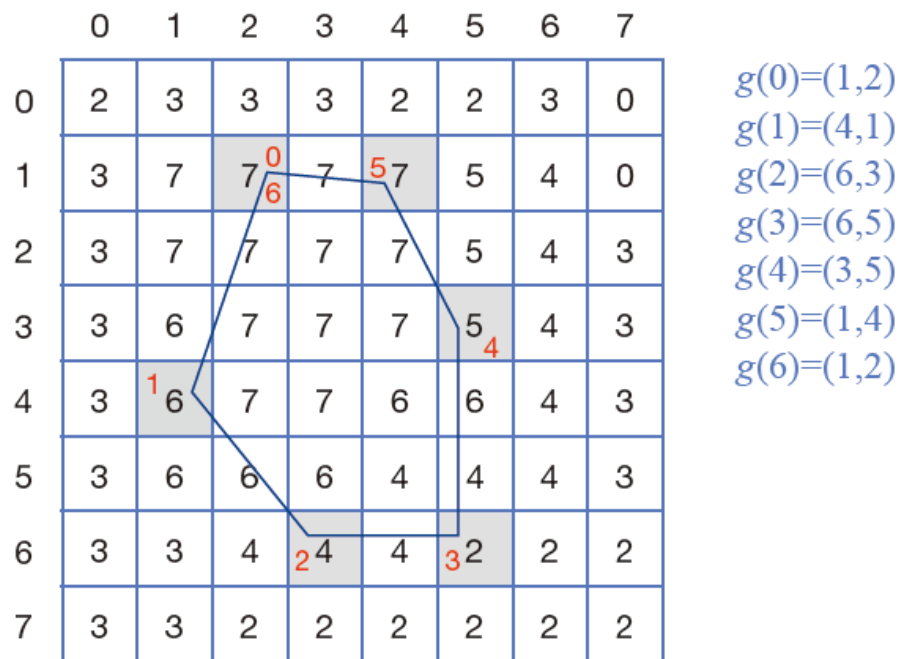 0 1 2 3 4 5 6 7
0 2 3 3 3 2 2 3 0
1 3 7 7 0 6 7 5 7 5 4 0
2 3 7 7 7 7 5 4 3
3 3 6 7 7 7 5 4 4 3
4 3 1 6 7 7 6 6 4 3
5 3 6 6 6 4 4 4 3
6 3 3 4 2 4 4 3 2 2 2
7 3 3 2 2 2 2 2 2
g(0)=(1,2)
g(1)=(4,1)
g(2)=(6,3)
g(3)=(6,5)
g(4)=(3,5)
g(5)=(1,4)
g(6)=(1,2)